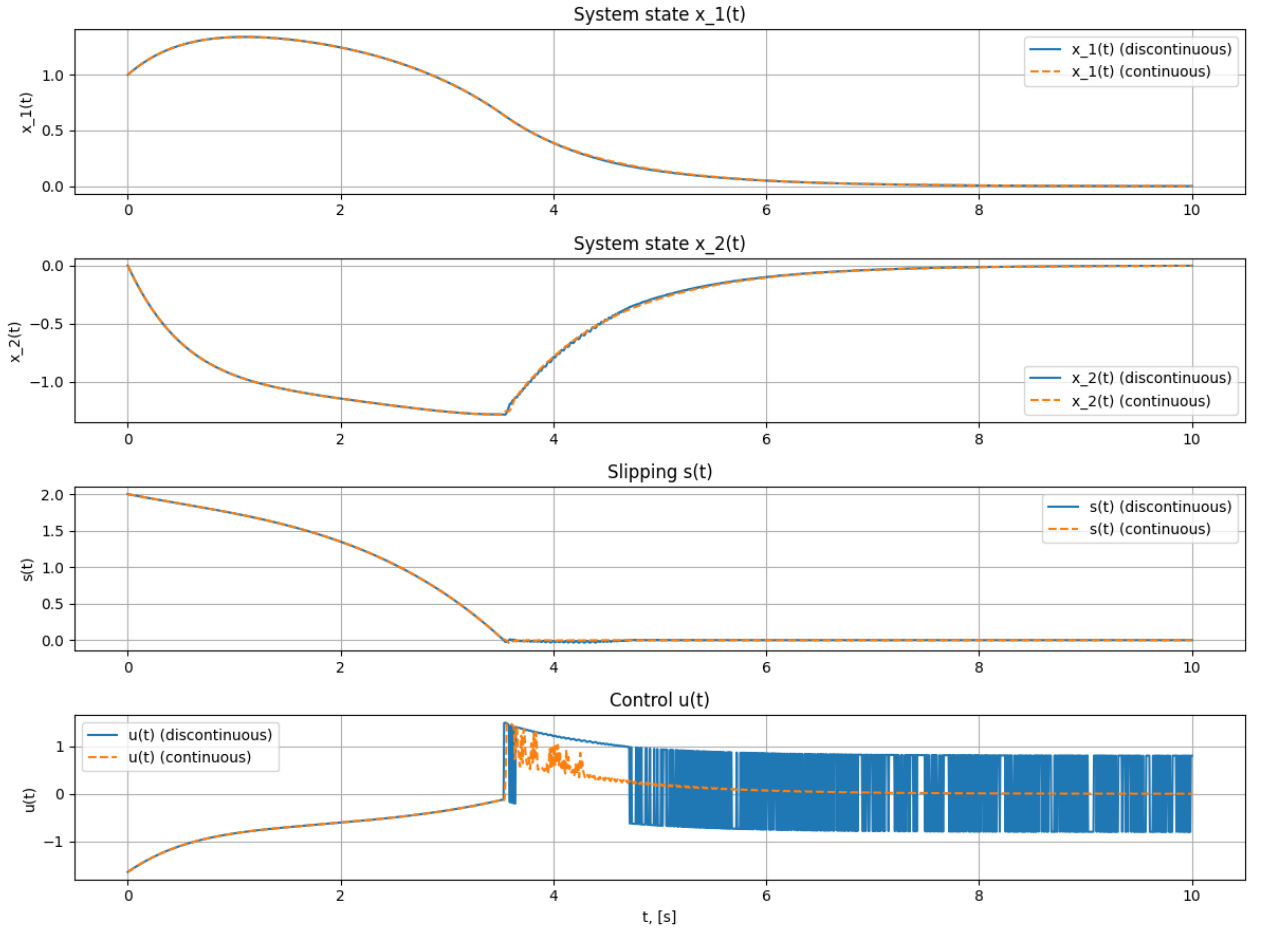 System state x_1(t)
x_1(t)
1.0
0.5
0.0
x_1(t) (discontinuous)
x_1(t) (continuous)
0 2 4 6 8 10
System state x_2(t)
x_2(t)
0.0
−0.5
−1.0
x_2(t) (discontinuous)
x_2(t) (continuous)
0 2 4 6 8 10
Slipping s(t)
s(t)
2.0
1.5
1.0
0.5
0.0
s(t) (discontinuous)
s(t) (continuous)
0 2 4 6 8 10
Control u(t)
u(t)
1
0
−1
u(t) (discontinuous)
u(t) (continuous)
0 2 4 6 8 10
t, [s]